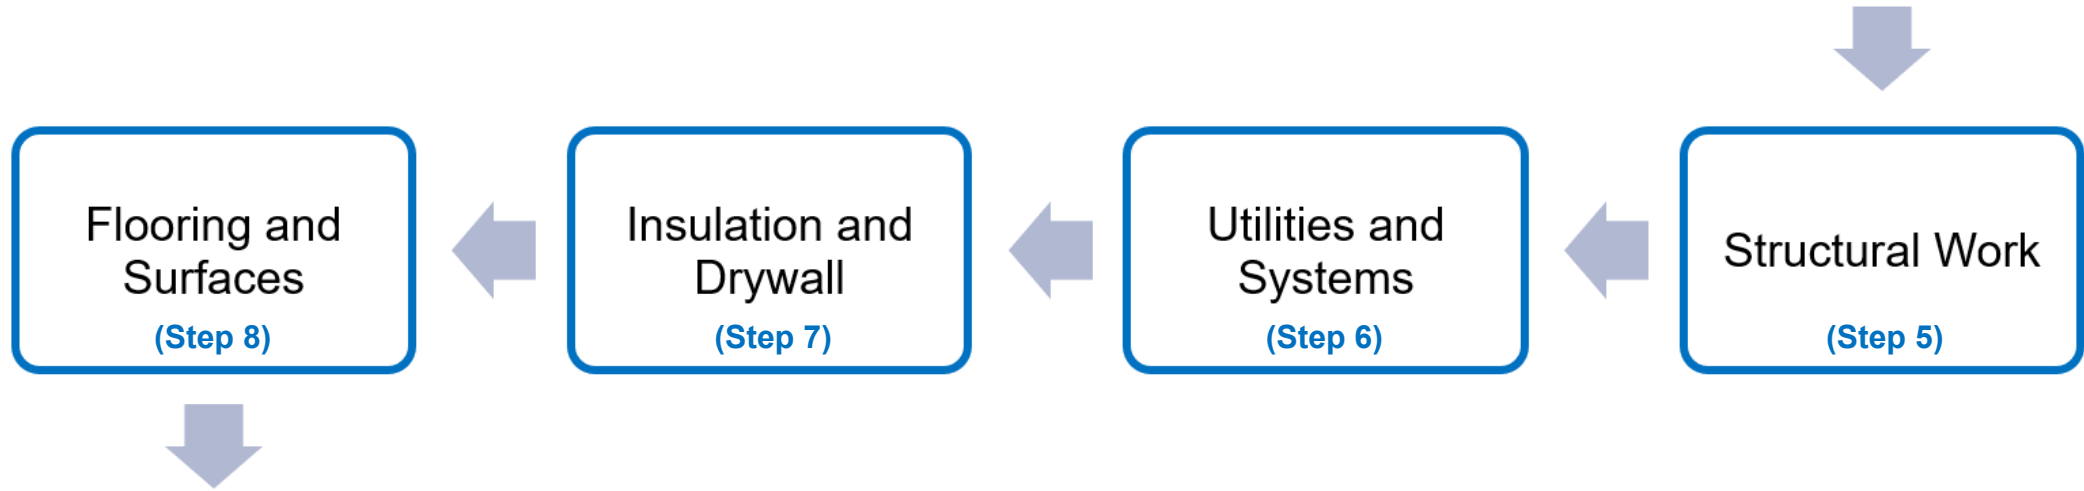 Flooring and
Surfaces
(Step 8)
Insulation and
Drywall
(Step 7)
Utilities and
Systems
(Step 6)
Structural Work
(Step 5)